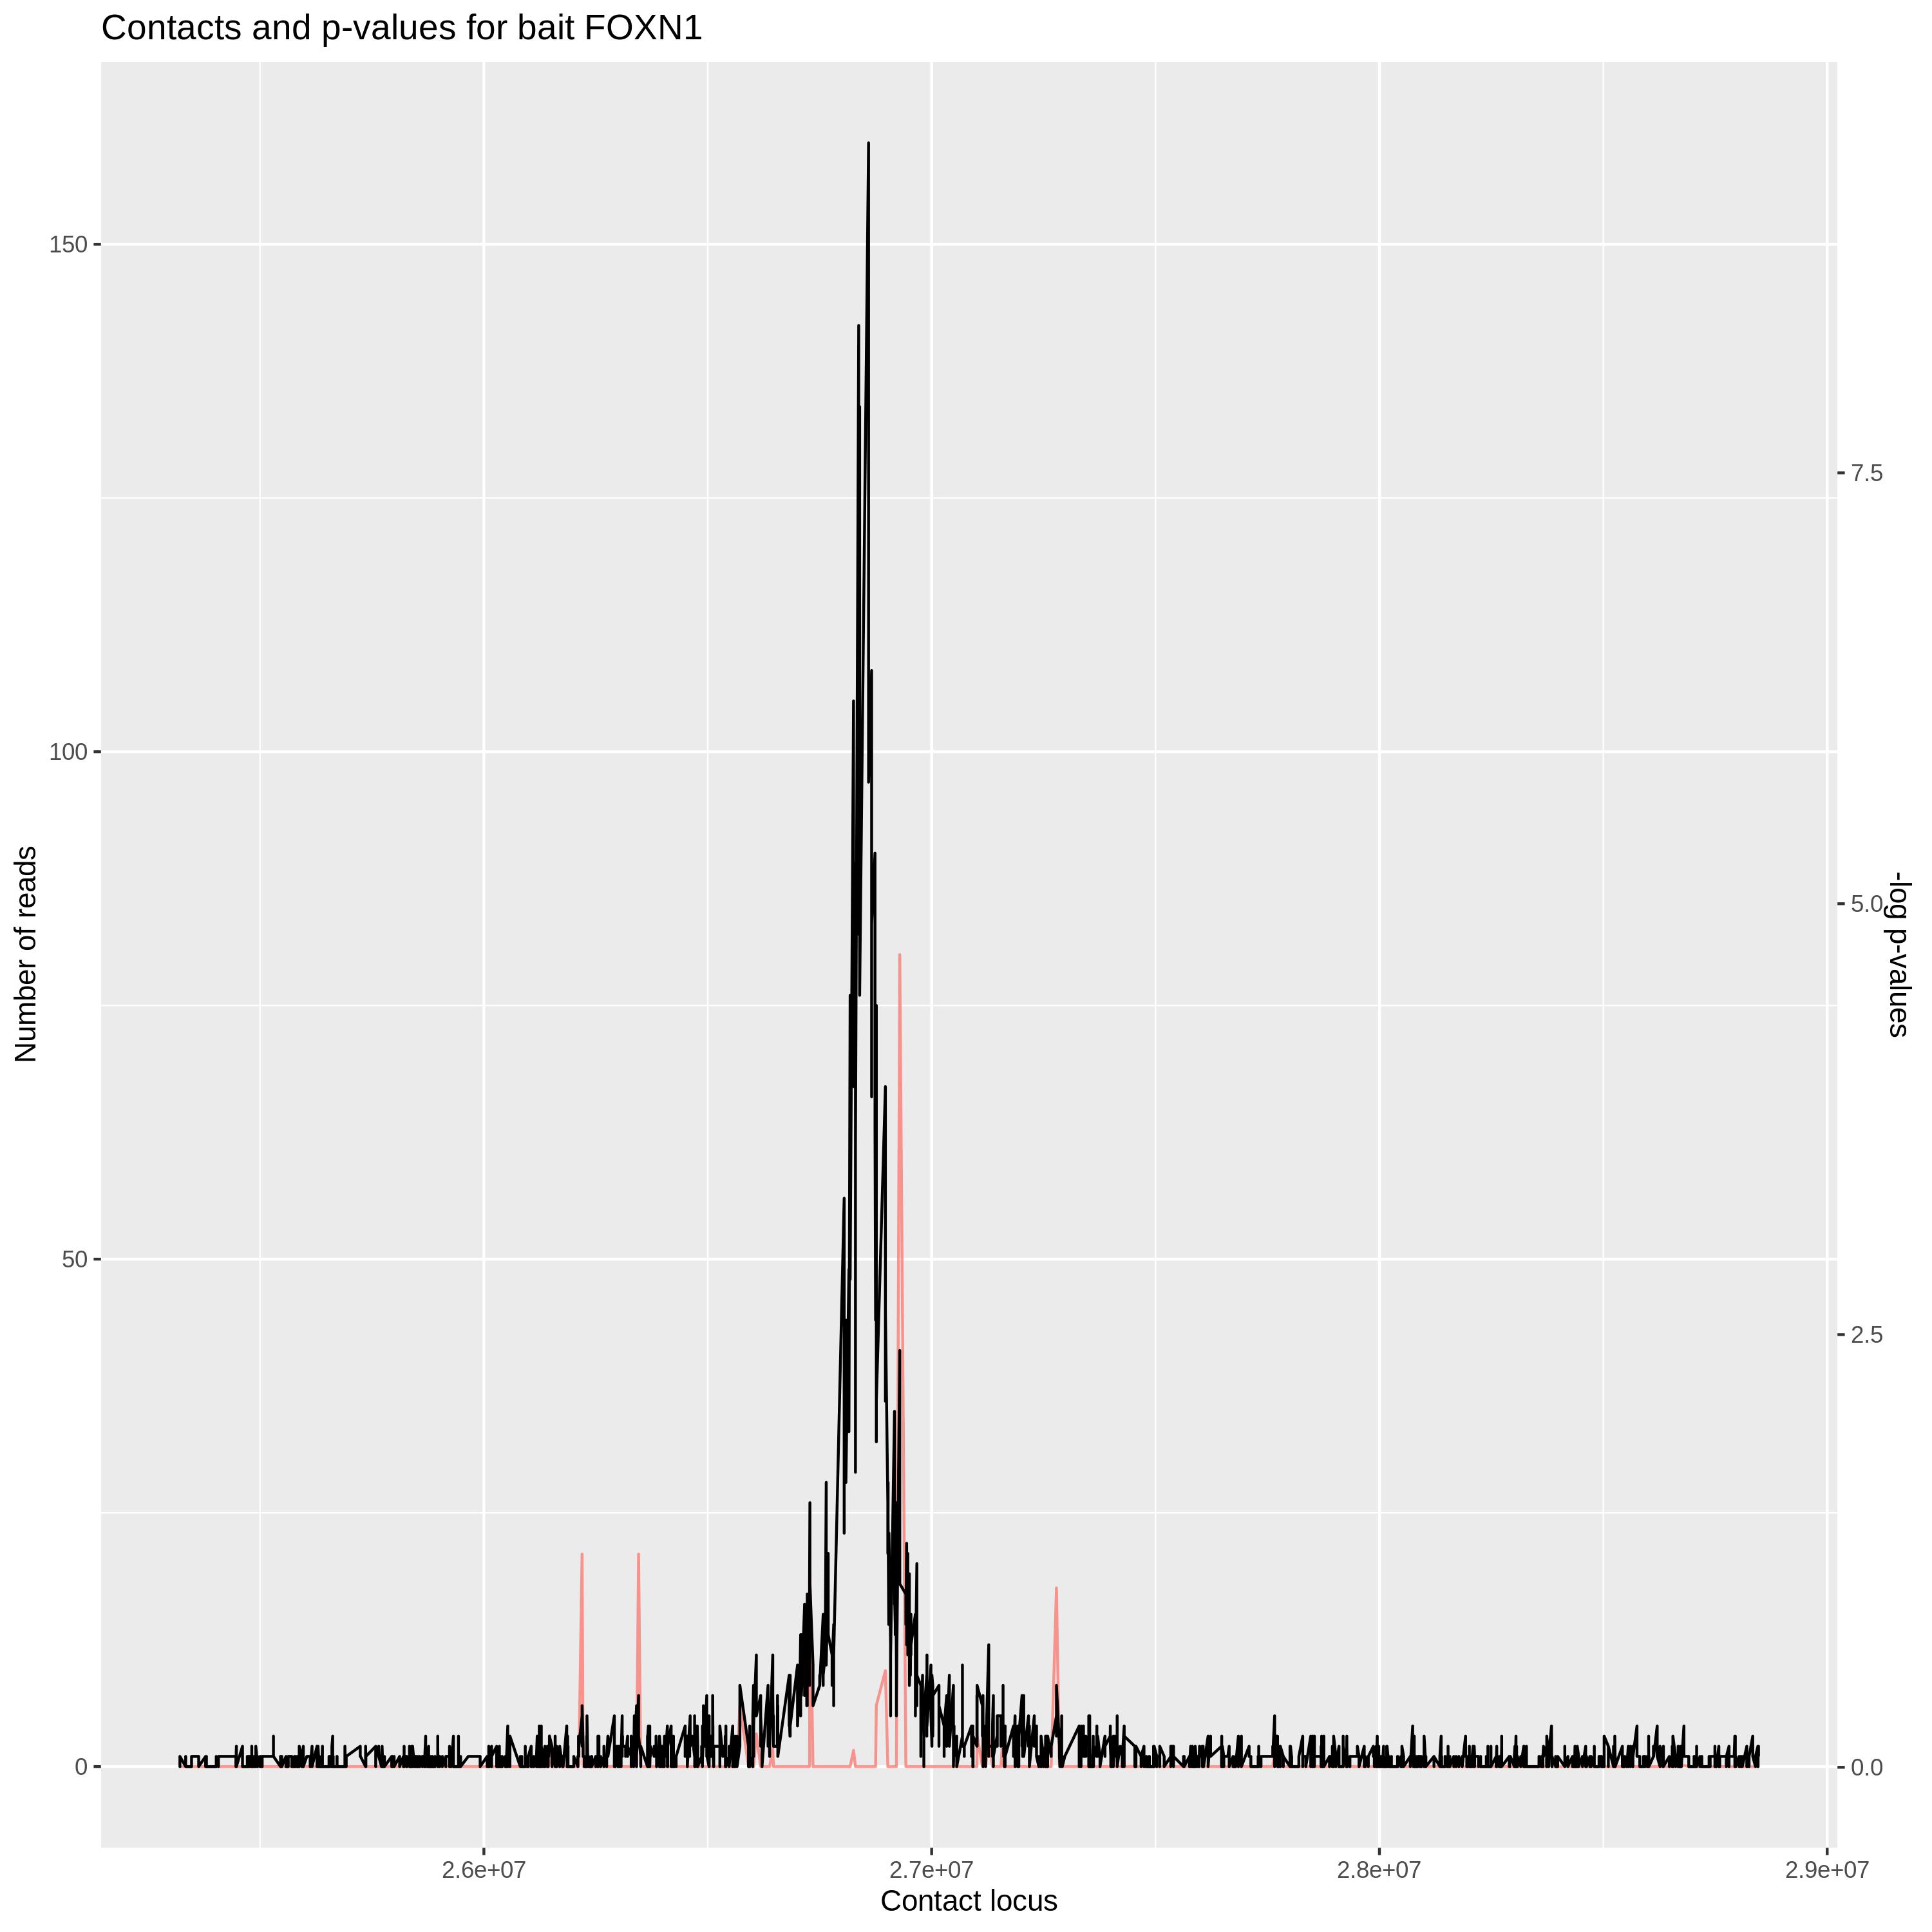 Contacts and p-values for bait FOXN1
150
100
50
0
Number of reads
7.5
5.0
2.5
0.0
-log p-values
2.6e+07
2.7e+07
2.8e+07
2.9e+07
Contact locus